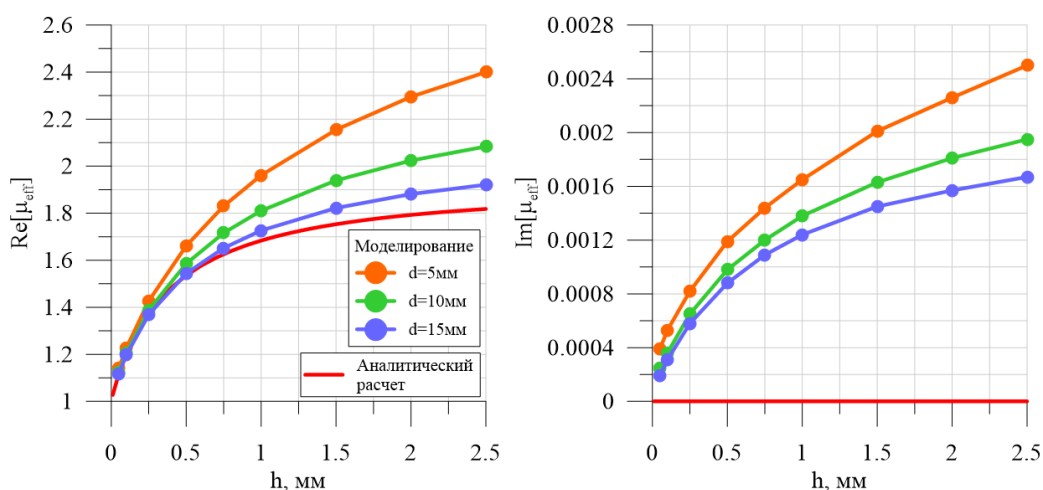 2.6
2.4
2.2
2
1.8
1.6
1.4
1.2
1
Re[μeff]
0
0.5
1
1.5
2
2.5
h, мм
Моделирование
d=5мм
d=10мм
d=15мм
Аналитический
расчет
0.0028
0.0024
0.002
0.0016
0.0012
0.0008
0.0004
0
Im[μeff]
0
0.5
1
1.5
2
2.5
h, мм